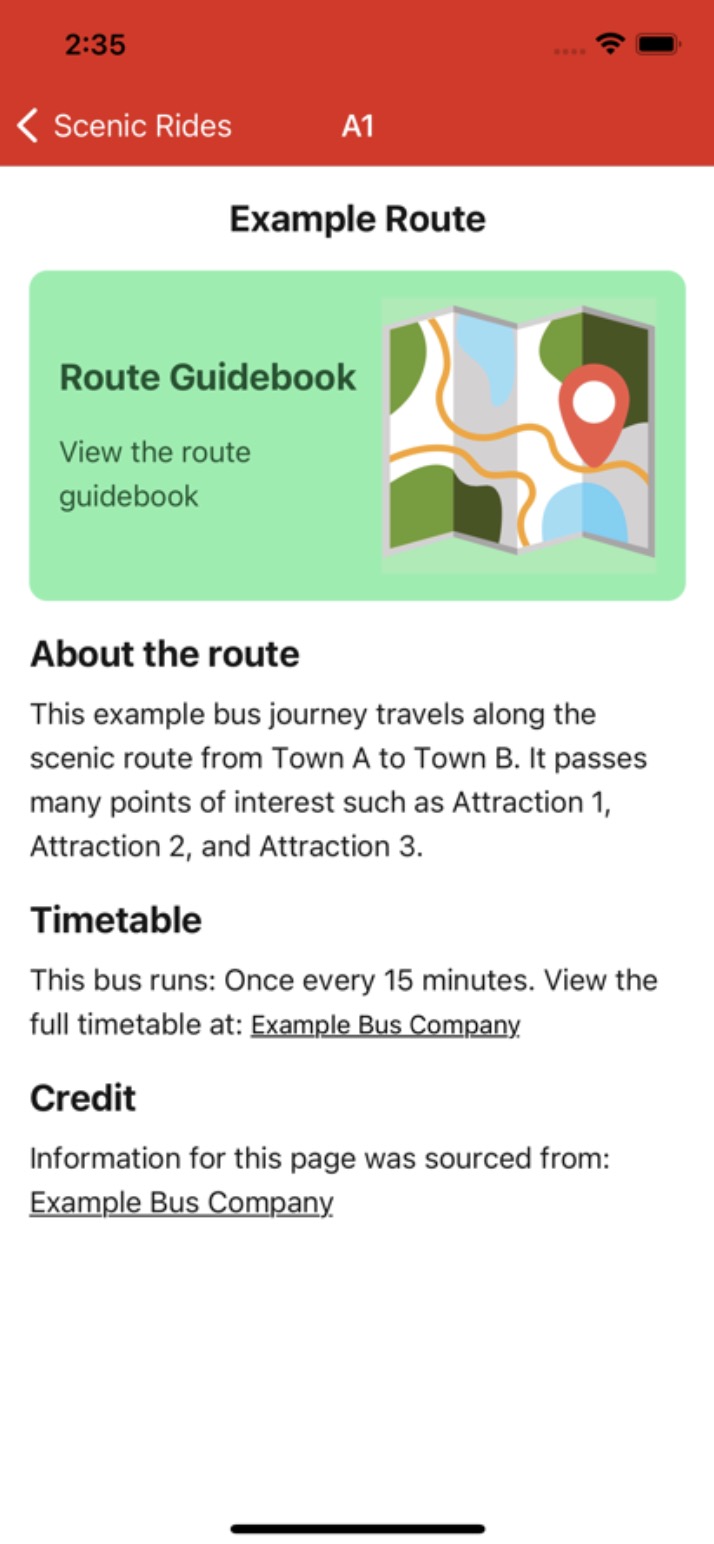 2:35
Scenic Rides
A1
Example Route
Route Guidebook
View the route
guidebook
About the route
This example bus journey travels along the
scenic route from Town A to Town B. It passes
many points of interest such as Attraction 1,
Attraction 2, and Attraction 3.
Timetable
This bus runs: Once every 15 minutes. View the
full timetable at: Example Bus Company
Credit
Information for this page was sourced from:
Example Bus Company